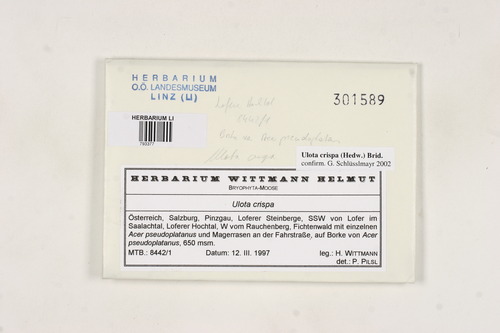 HERBARIUM
O.Ö. LANDESMUSEUM
LINZ (LI)
301589
HERBARIUM LI
Ulota crispa
Ulota crispa (Hedw.) Brid.
confirm. G. Schlüsslmayr 2002
HERBARIUM WITTMANN HELMUT
BRYOPHYTA-MOOSE
Ulota crispa
Österreich, Salzburg, Pinzgau, Loferer Steinberge, SSW von Lofer im
Saalachtal, Loferer Hochtal, W vom Rauchenberg, Fichtenwald mit einzelnen
Acer pseudoplatanus und Magerrasen an der Fahrstraße, auf Borke von Acer
pseudoplatanus, 650 msm.
MTB.: 8442/1 Datum: 12. III. 1997 leg.: H. WITTMANN
det.: P. PILSL